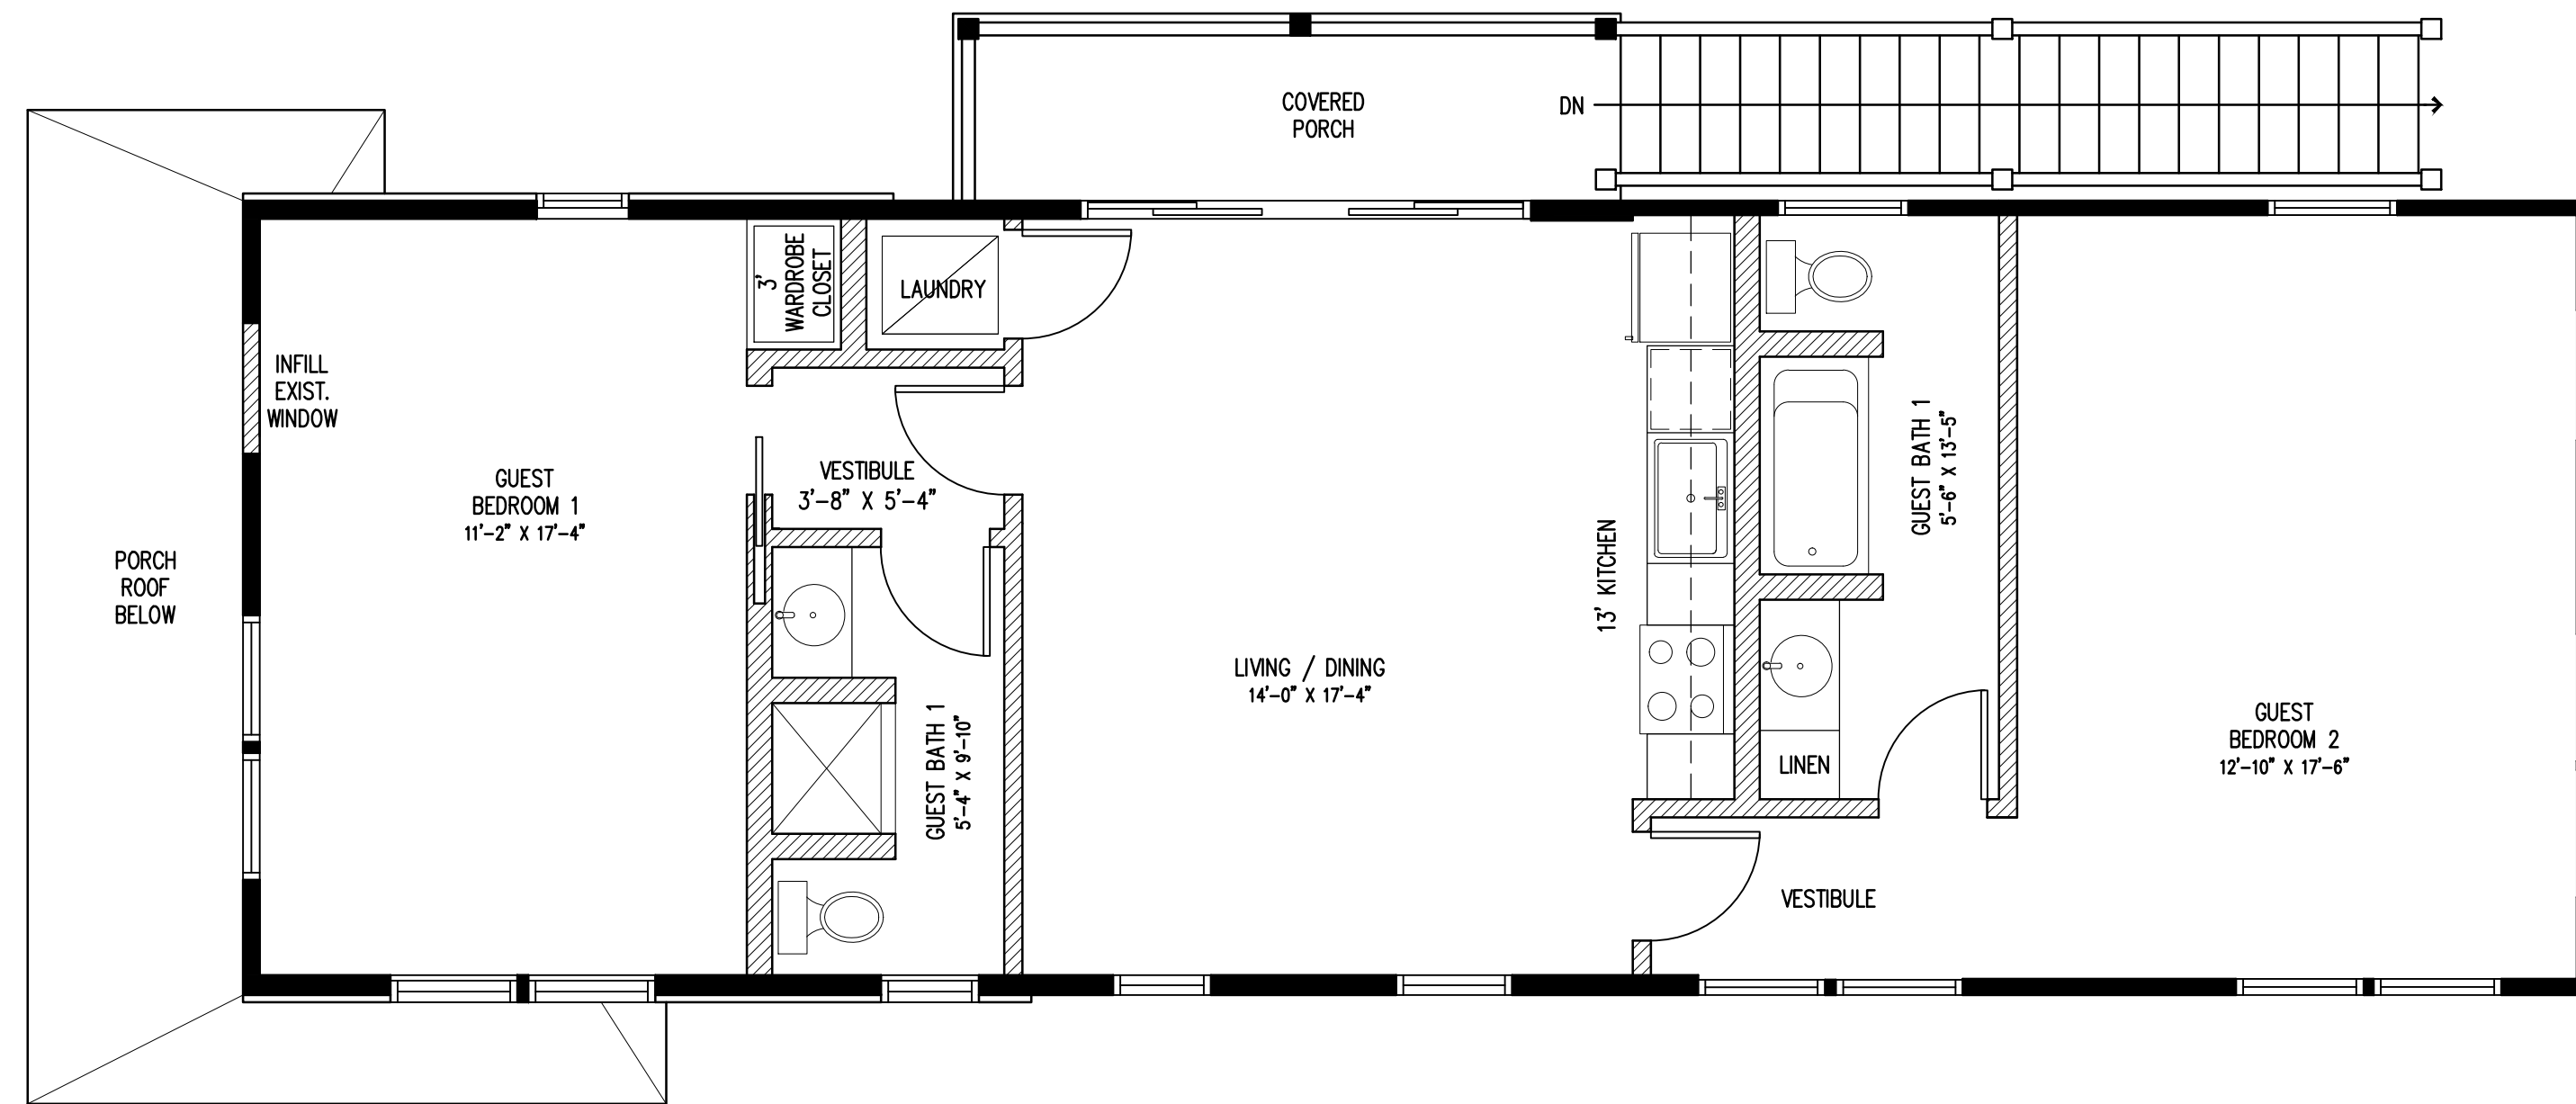 COVERED
PORCH
DN
3'
WARDROBE
CLOSET
LAUNDRY
INFILL
EXIST.
WINDOW
GUEST
BEDROOM 1
11'-2" X 17'-4"
VESTIBULE
3'-8" X 5'-4"
PORCH
ROOF
BELOW
GUEST BATH 1
5'-4" X 9'-10"
LIVING / DINING
14'-0" X 17'-4"
13' KITCHEN
GUEST BATH 1
5'-6" X 13'-5"
LINEN
VESTIBULE
GUEST
BEDROOM 2
12'-10" X 17'-6"